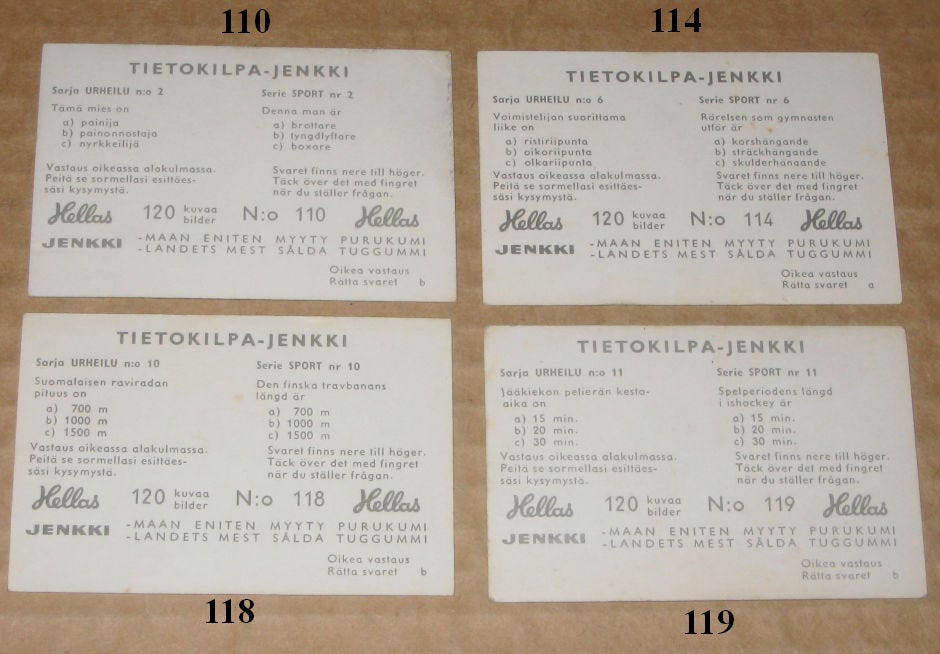 110
TIETOKILPA-JENKKI
Sarja URHEILU n:o 2
Tämä mies on
a) painija
b) painonnostaja
c) nyrkkeilijä
Vastaus oikeassa alakulmassa.
Peitä se sormellasi esittäes-
säsi kysymystä.
Serie SPORT nr 2
Denna man är
a) brottare
b) tyngdlyftare
c) boxare
Svaret finns nere till höger.
Täck över det med fingret
när du ställer frågan.
Hellas 120 kuvaa bilder N:o 110 Hellas
JENKKI -MAAN ENITEN MYYTY PURUKUMI
-LANDETS MEST SÅLDA TUGGUMMI
Oikea vastaus
Rätta svaret b
114
TIETOKILPA-JENKKI
Sarja URHEILU n:o 6
Voimistelijan suorittama
liike on
a) ristiriipunta
b) oikoriipunta
c) olkariipunta
Vastaus oikeassa alakulmassa.
Peitä se sormellasi esittäes-
säsi kysymystä.
Serie SPORT nr 6
Rörelsen som gymnasten
utför är
a) korshängande
b) sträckhängande
c) skulderhängande
Svaret finns nere till höger.
Täck över det med fingret
när du ställer frågan.
Hellas 120 kuvaa bilder N:o 114 Hellas
JENKKI -MAAN ENITEN MYYTY PURUKUMI
-LANDETS MEST SÅLDA TUGGUMMI
Oikea vastaus
Rätta svaret a
TIETOKILPA-JENKKI
Sarja URHEILU n:o 10
Suomalaisen raviradan
pituus on
a) 700 m
b) 1000 m
c) 1500 m
Vastaus oikeassa alakulmassa.
Peitä se sormellasi esittäes-
säsi kysymystä.
Serie SPORT nr 10
Den finska travbanans
längd är
a) 700 m
b) 1000 m
c) 1500 m
Svaret finns nere till höger.
Täck över det med fingret
när du ställer frågan.
Hellas 120 kuvaa bilder N:o 118 Hellas
JENKKI -MAAN ENITEN MYYTY PURUKUMI
-LANDETS MEST SÅLDA TUGGUMMI
Oikea vastaus
Rätta svaret b
118
TIETOKILPA-JENKKI
Sarja URHEILU n:o 11
Jääkiekon pelierän kesto-
aika on
a) 15 min.
b) 20 min.
c) 30 min.
Vastaus oikeassa alakulmassa.
Peitä se sormellasi esittäes-
säsi kysymystä.
Serie SPORT nr 11
Spelperiodens längd
i ishockey är
a) 15 min.
b) 20 min.
c) 30 min.
Svaret finns nere till höger.
Täck över det med fingret
när du ställer frågan.
Hellas 120 kuvaa bilder N:o 119 Hellas
JENKKI -MAAN ENITEN MYYTY PURUKUMI
-LANDETS MEST SÅLDA TUGGUMMI
Oikea vastaus
Rätta svaret b
119